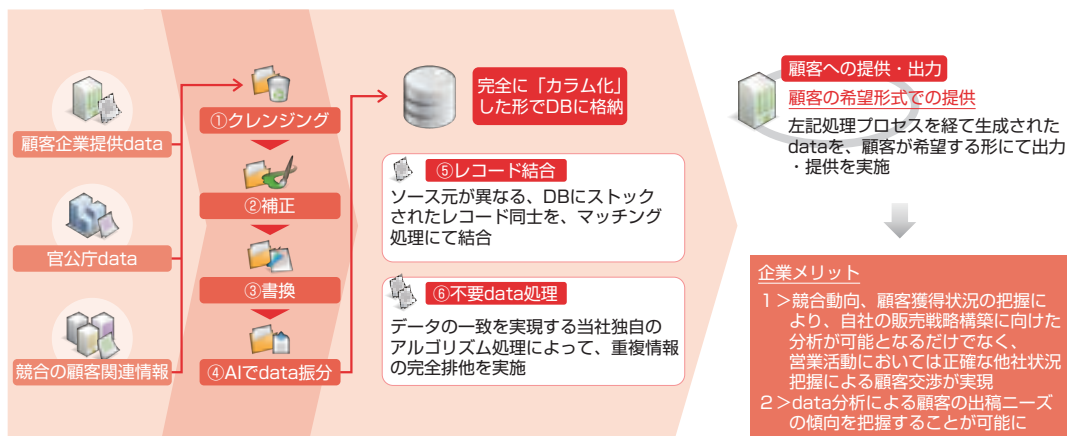 顧客企業提供data
官公庁data
競合の顧客関連情報
①クレンジング
②補正
③書換
④AIでdata振分
完全に「カラム化」
した形でDBに格納
⑤レコード結合
ソース元が異なる、DBにストック
されたレコード同士を、マッチング
処理にて結合
⑥不要data処理
データの一致を実現する当社独自の
アルゴリズム処理によって、重複情報
の完全排他を実施
顧客への提供・出力
顧客の希望形式での提供
左記処理プロセスを経て生成された
dataを、顧客が希望する形にて出力
・提供を実施
企業メリット
1＞競合動向、顧客獲得状況の把握に
より、自社の販売戦略構築に向けた
分析が可能となるだけでなく、
営業活動においては正確な他社状況
把握による顧客交渉が実現
2＞data分析による顧客の出稿ニーズ
の傾向を把握することが可能に